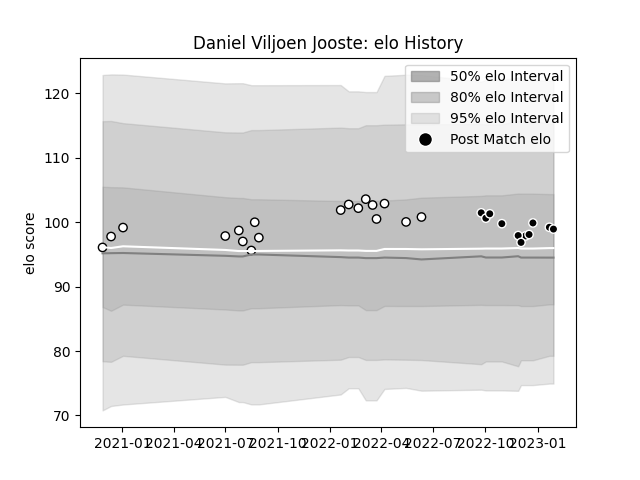 Daniel Viljoen Jooste: elo History
50% elo Interval
80% elo Interval
95% elo Interval
Post Match elo
elo score
120
110
100
90
80
70
2021-01 2021-04 2021-07 2021-10 2022-01 2022-04 2022-07 2022-10 2023-01